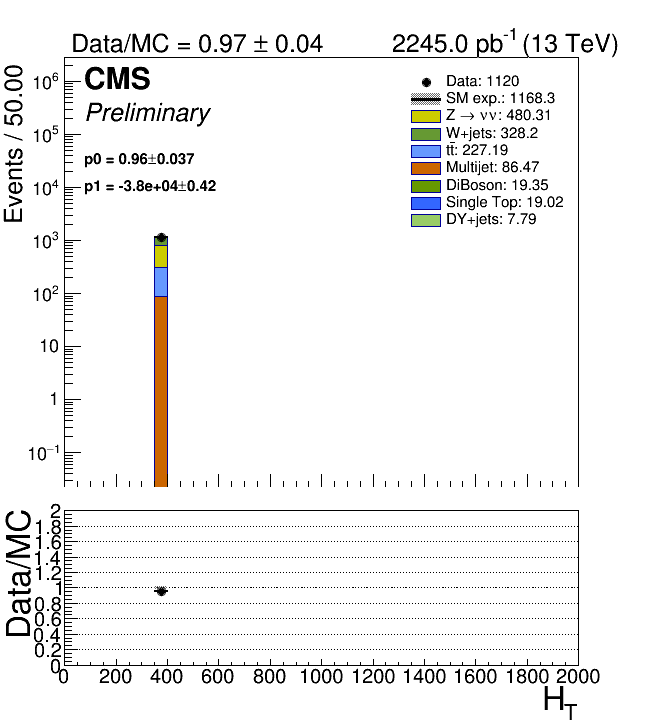 Data/MC = 0.97 ± 0.04 2245.0 pb⁻¹ (13 TeV)
CMS
Preliminary
p0 = 0.96±0.037
p1 = -3.8e+04±0.42
Data: 1120
SM exp.: 1168.3
Z → νν: 480.31
W+jets: 328.2
tt̄: 227.19
Multijet: 86.47
DiBoson: 19.35
Single Top: 19.02
DY+jets: 7.79
Events / 50.00
10⁶
10⁵
10⁴
10³
10²
10
1
10⁻¹
Data/MC
2
1.8
1.6
1.4
1.2
1
0.8
0.6
0.4
0.2
0
0 200 400 600 800 1000 1200 1400 1600 1800 2000
H_T